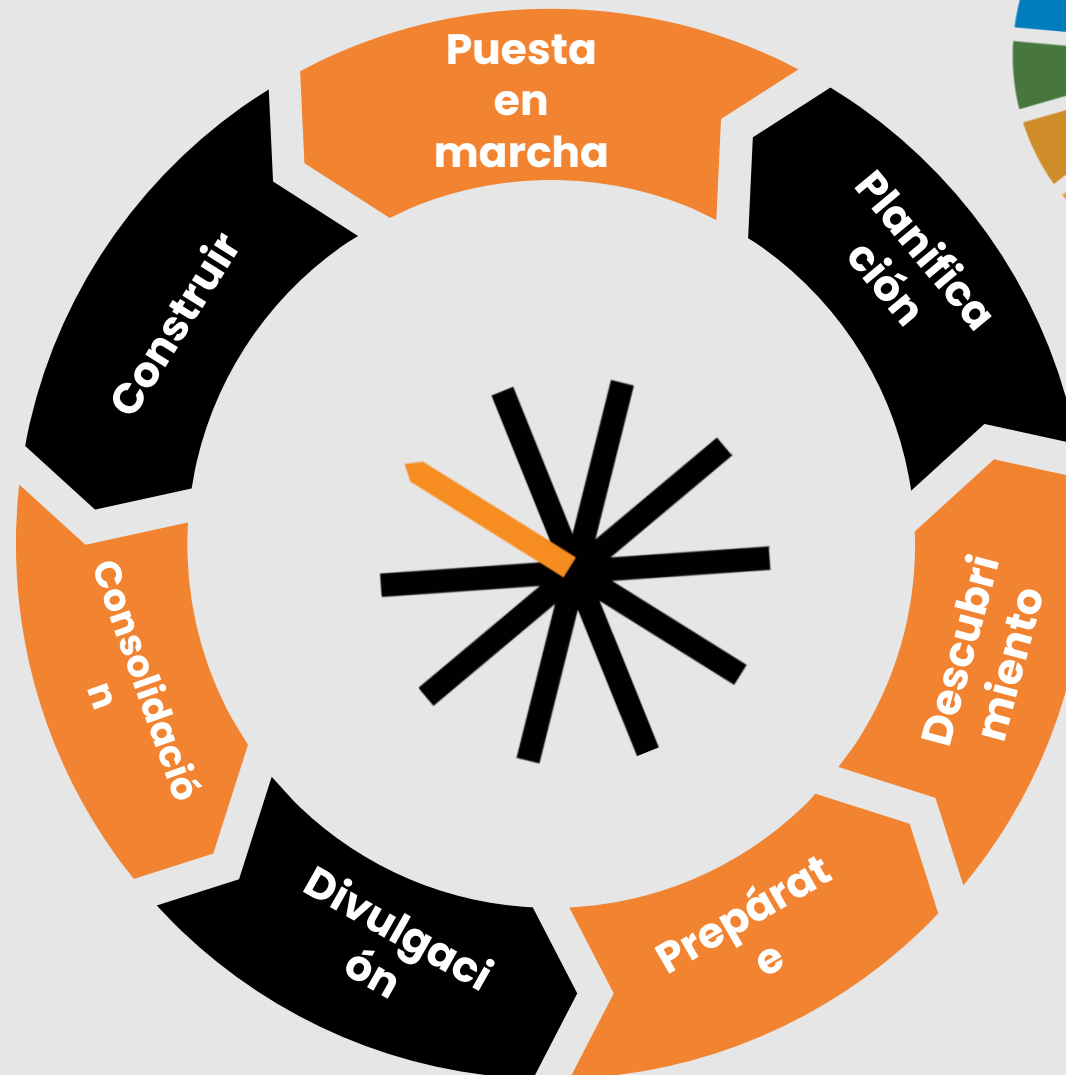 Puesta
en
marcha
Planifica
ción
Descubri
miento
Prepárat
e
Divulgaci
ón
Consolidació
n
Construir